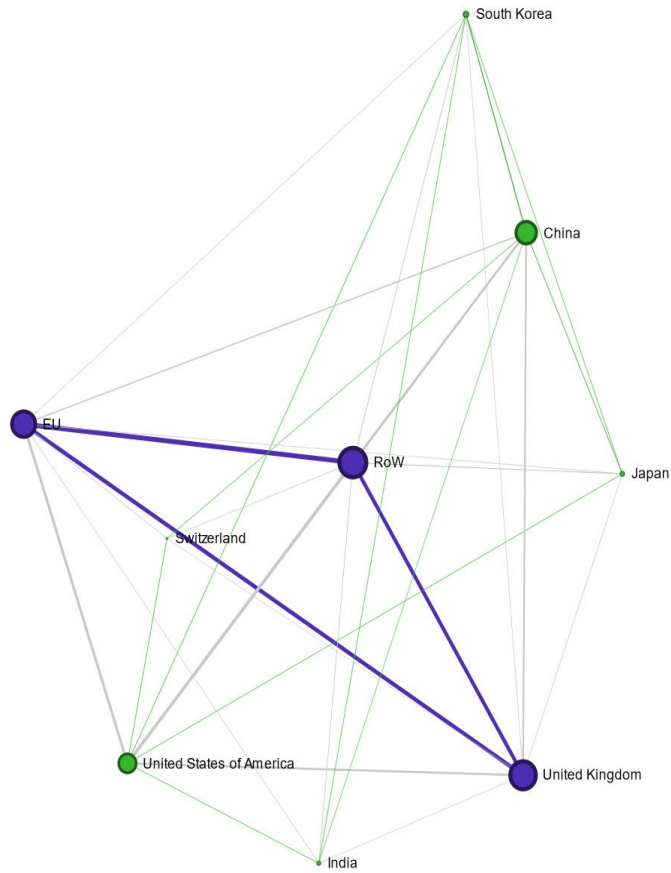 South Korea
China
EU
RoW
Japan
Switzerland
United States of America
United Kingdom
India